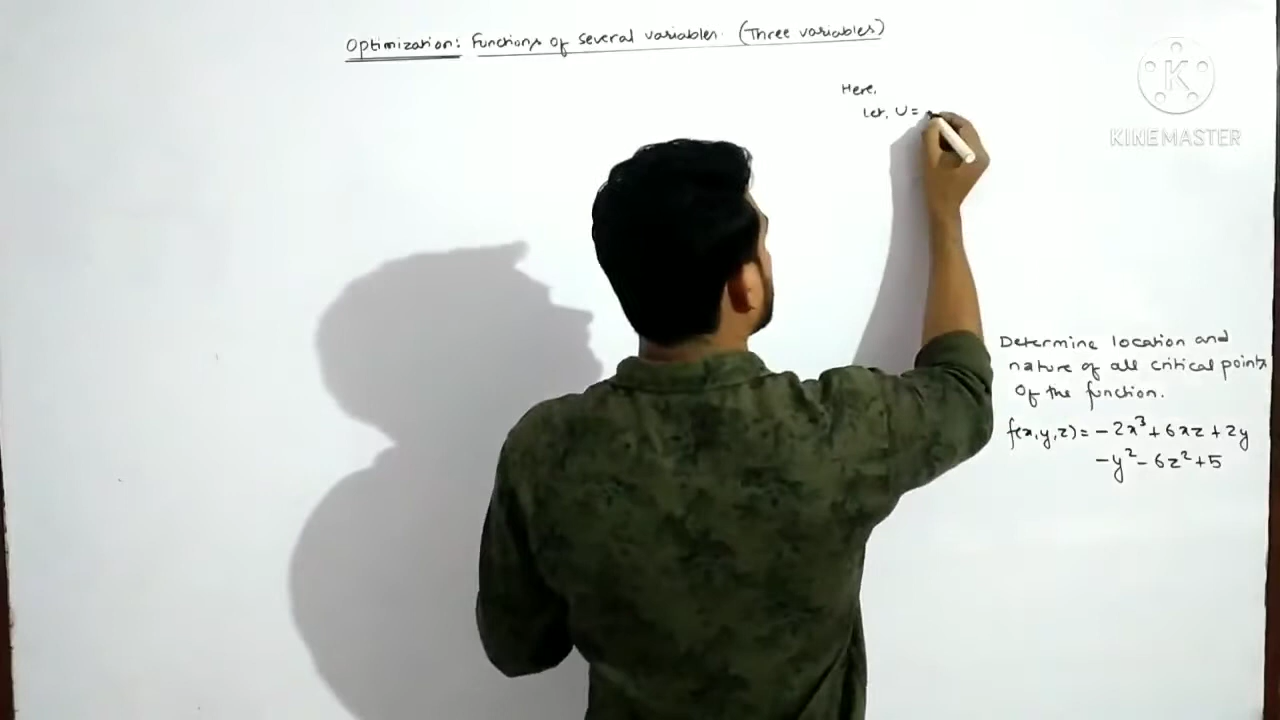 Optimization: Functions of several variables. (Three variables)
Here,
Let, U =
K
KINEMASTER
Determine location and
nature of all critical points
of the function.
f(x,y,z) = -2x³ + 6xz + 2y
-y² - 6z² + 5